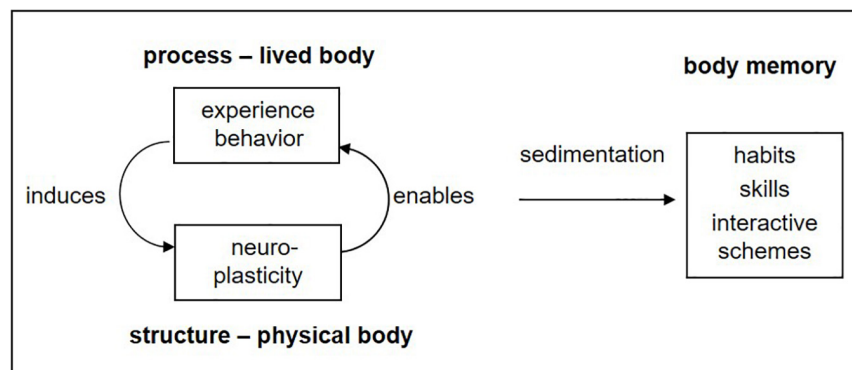 process – lived body
experience
behavior
induces
enables
neuro-
plasticity
structure – physical body
sedimentation
body memory
habits
skills
interactive
schemes